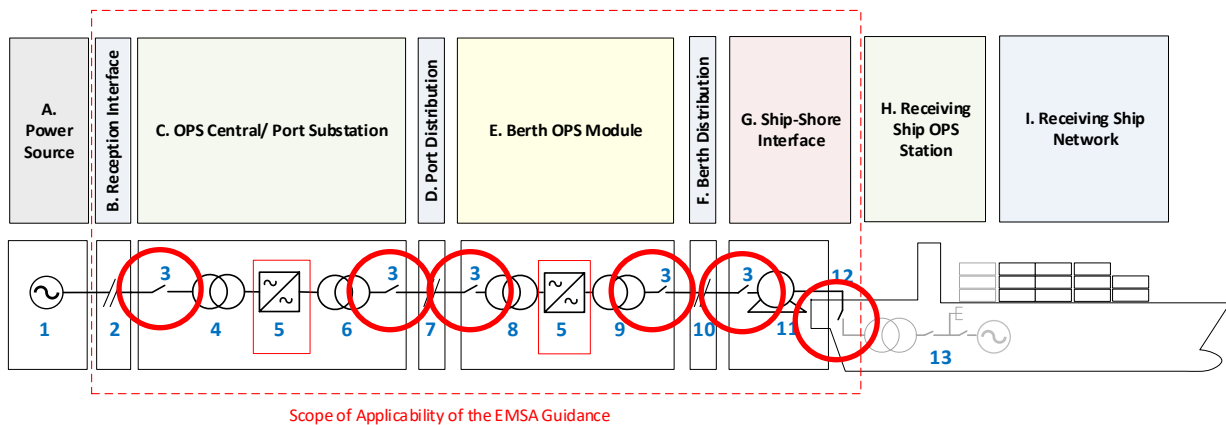 A.
Power
Source
B. Reception Interface
C. OPS Central/ Port Substation
D. Port Distribution
E. Berth OPS Module
F. Berth Distribution
G. Ship-Shore
Interface
H. Receiving
Ship OPS
Station
I. Receiving Ship
Network
3
3
3
3
3
12
E
1
2
4
5
6
7
8
5
9
10
11
13
Scope of Applicability of the EMSA Guidance